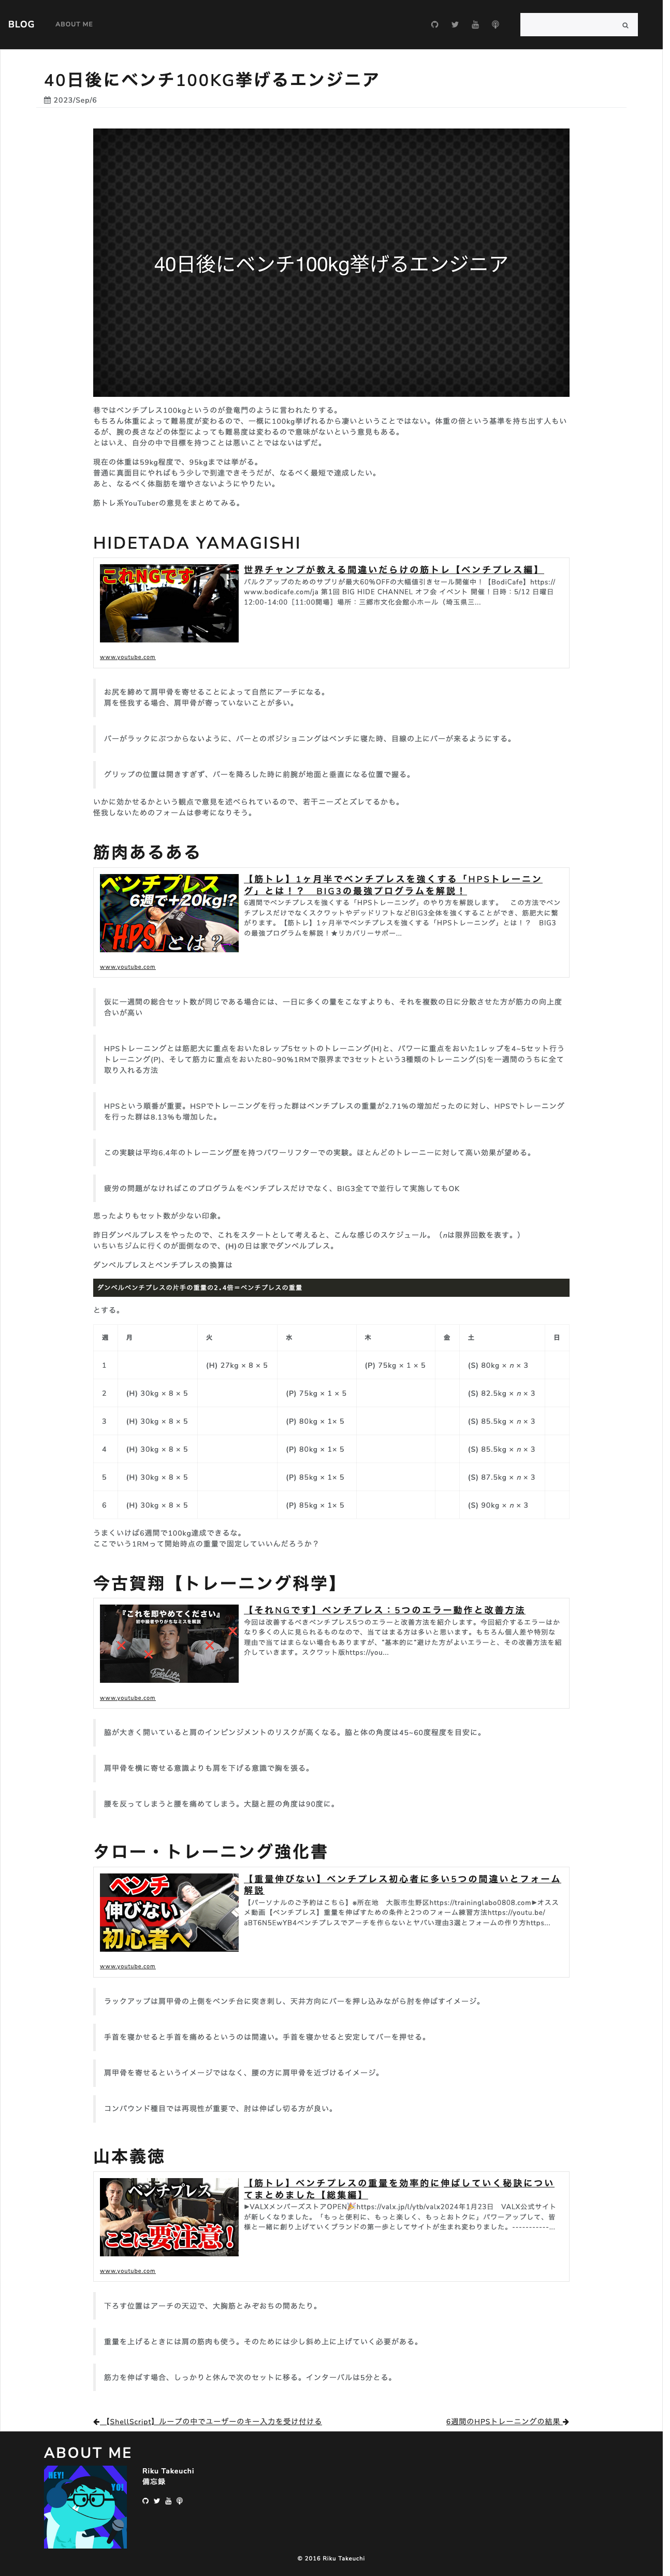 BLOG
ABOUT ME
40日後にベンチ100KG挙げるエンジニア
2023/Sep/6
40日後にベンチ100kg挙げるエンジニア
巷ではベンチプレス100kgというのが登竜門のように言われたりする。
もちろん体重によって難易度が変わるので、一概に100kg挙げれるから凄いということではない。体重の倍という基準を持ち出す人もい
るが、腕の長さなどの体型によっても難易度は変わるので意味がないという意見もある。
とはいえ、自分の中で目標を持つことは悪いことではないはずだ。
現在の体重は59kg程度で、95kgまでは挙がる。
普通に真面目にやればもう少しで到達できそうだが、なるべく最短で達成したい。
あと、なるべく体脂肪を増やさないようにやりたい。
筋トレ系YouTuberの意見をまとめてみる。
HIDETADA YAMAGISHI
これNGです
世界チャンプが教える間違いだらけの筋トレ【ベンチプレス編】
バルクアップのためのサプリが最大60%OFFの大幅値引きセール開催中！【BodiCafe】https://
www.bodicafe.com/ja 第1回 BIG HIDE CHANNEL オフ会 イベント 開催！日時：5/12 日曜日
12:00-14:00［11:00開場］場所：三郷市文化会館小ホール（埼玉県三...
www.youtube.com
お尻を締めて肩甲骨を寄せることによって自然にアーチになる。
肩を怪我する場合、肩甲骨が寄っていないことが多い。
バーがラックにぶつからないように、バーとのポジショニングはベンチに寝た時、目線の上にバーが来るようにする。
グリップの位置は開きすぎず、バーを降ろした時に前腕が地面と垂直になる位置で握る。
いかに効かせるかという観点で意見を述べられているので、若干ニーズとズレてるかも。
怪我しないためのフォームは参考になりそう。
筋肉あるある
ベンチプレス
6週で+20kg!?
「HPS」とは？
【筋トレ】1ヶ月半でベンチプレスを強くする「HPSトレーニン
グ」とは！？　BIG3の最強プログラムを解説！
6週間でベンチプレスを強くする「HPSトレーニング」のやり方を解説します。　この方法でベン
チプレスだけでなくスクワットやデッドリフトなどBIG3全体を強くすることができ、筋肥大に繋
がります。【筋トレ】1ヶ月半でベンチプレスを強くする「HPSトレーニング」とは！？　BIG3
の最強プログラムを解説！★リカバリーサポー...
www.youtube.com
仮に一週間の総合セット数が同じである場合には、一日に多くの量をこなすよりも、それを複数の日に分散させた方が筋力の向上度
合いが高い
HPSトレーニングとは筋肥大に重点をおいた8レップ5セットのトレーニング(H)と、パワーに重点をおいた1レップを4~5セット行う
トレーニング(P)、そして筋力に重点をおいた80~90%1RMで限界まで3セットという3種類のトレーニング(S)を一週間のうちに全て
取り入れる方法
HPSという順番が重要。HSPでトレーニングを行った群はベンチプレスの重量が2.71%の増加だったのに対し、HPSでトレーニング
を行った群は8.13%も増加した。
この実験は平均6.4年のトレーニング歴を持つパワーリフターでの実験。ほとんどのトレーニーに対して高い効果が望める。
疲労の問題がなければこのプログラムをベンチプレスだけでなく、BIG3全てで並行して実施してもOK
思ったよりもセット数が少ない印象。
昨日ダンベルプレスをやったので、これをスタートとして考えると、こんな感じのスケジュール。（nは限界回数を表す。）
いちいちジムに行くのが面倒なので、(H)の日は家でダンベルプレス。
ダンベルプレスとベンチプレスの換算は
ダンベルベンチプレスの片手の重量の2.4倍＝ベンチプレスの重量
とする。
週 月 火 水 木 金 土 日
1 (H) 27kg × 8 × 5 (P) 75kg × 1 × 5 (S) 80kg × n × 3
2 (H) 30kg × 8 × 5 (P) 75kg × 1 × 5 (S) 82.5kg × n × 3
3 (H) 30kg × 8 × 5 (P) 80kg × 1× 5 (S) 85.5kg × n × 3
4 (H) 30kg × 8 × 5 (P) 80kg × 1× 5 (S) 85.5kg × n × 3
5 (H) 30kg × 8 × 5 (P) 85kg × 1× 5 (S) 87.5kg × n × 3
6 (H) 30kg × 8 × 5 (P) 85kg × 1× 5 (S) 90kg × n × 3
うまくいけば6週間で100kg達成できるな。
ここでいう1RMって開始時点の重量で固定していいんだろうか？
今古賀翔【トレーニング科学】
『これを即やめてください』
【それNGです】ベンチプレス：5つのエラー動作と改善方法
今回は改善するべきベンチプレス5つのエラーと改善方法を紹介します。今回紹介するエラーはか
なり多くの人に見られるものなので、当てはまる方は多いと思います。もちろん個人差や特別な
理由で当てはまらない場合もありますが、"基本的に"避けた方がよいエラーと、その改善方法を紹
介していきます。スクワット版https://you...
www.youtube.com
脇が大きく開いていると肩のインピンジメントのリスクが高くなる。脇と体の角度は45~60度程度を目安に。
肩甲骨を横に寄せる意識よりも肩を下げる意識で胸を張る。
腰を反ってしまうと腰を痛めてしまう。大腿と脛の角度は90度に。
タロー・トレーニング強化書
ベンチ
伸びない
初心者へ
【重量伸びない】ベンチプレス初心者に多い5つの間違いとフォーム
解説
【パーソナルのご予約はこちら】◉所在地　大阪市生野区https://traininglabo0808.com▶オスス
メ動画【ベンチプレス】重量を伸ばすための条件と2つのフォーム練習方法https://youtu.be/
aBT6N5EwYB4ベンチプレスでアーチを作らないとヤバい理由3選とフォームの作り方https...
www.youtube.com
ラックアップは肩甲骨の上側をベンチ台に突き刺し、天井方向にバーを押し込みながら肘を伸ばすイメージ。
手首を寝かせると手首を痛めるというのは間違い。手首を寝かせると安定してバーを押せる。
肩甲骨を寄せるというイメージではなく、腰の方に肩甲骨を近づけるイメージ。
コンパウンド種目では再現性が重要で、肘は伸ばし切る方が良い。
山本義徳
ベンチプレス
ここに要注意！
【筋トレ】ベンチプレスの重量を効率的に伸ばしていく秘訣につい
てまとめました【総集編】
▶VALXメンバーズストアOPEN🎉https://valx.jp/l/ytb/valx2024年1月23日　VALX公式サイト
が新しくなりました。「もっと便利に、もっと楽しく、もっとおトクに」パワーアップして、皆
様と一緒に創り上げていくブランドの第一歩としてサイトが生まれ変わりました。-----------...
www.youtube.com
下ろす位置はアーチの天辺で、大胸筋とみぞおちの間あたり。
重量を上げるときには肩の筋肉も使う。そのためには少し斜め上に上げていく必要がある。
筋力を伸ばす場合、しっかりと休んで次のセットに移る。インターバルは5分とる。
【ShellScript】ループの中でユーザーのキー入力を受け付ける
6週間のHPSトレーニングの結果
ABOUT ME
HEY!
YO!
Riku Takeuchi
備忘録
© 2016 Riku Takeuchi